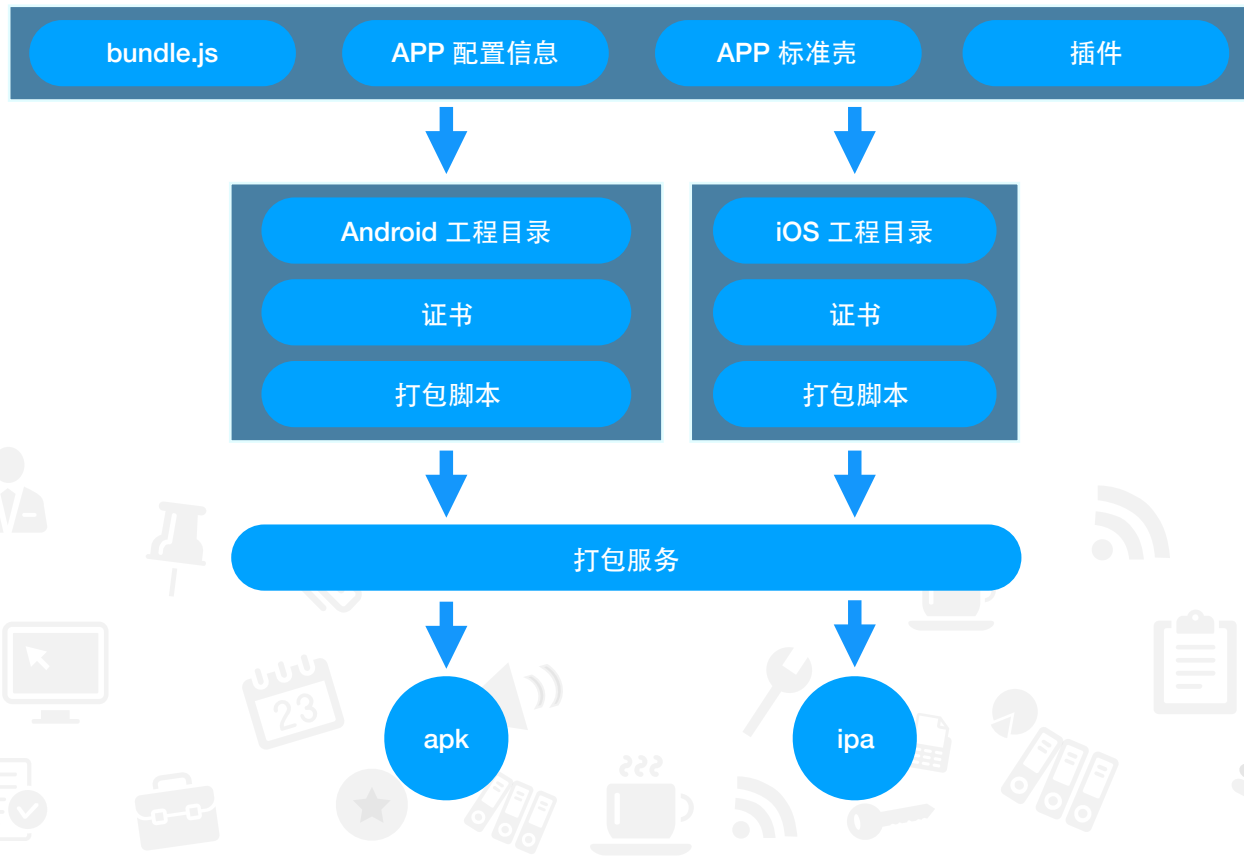 bundle.js
APP 配置信息
APP 标准壳
插件
Android 工程目录
iOS 工程目录
证书
证书
打包脚本
打包脚本
打包服务
23
apk
ipa